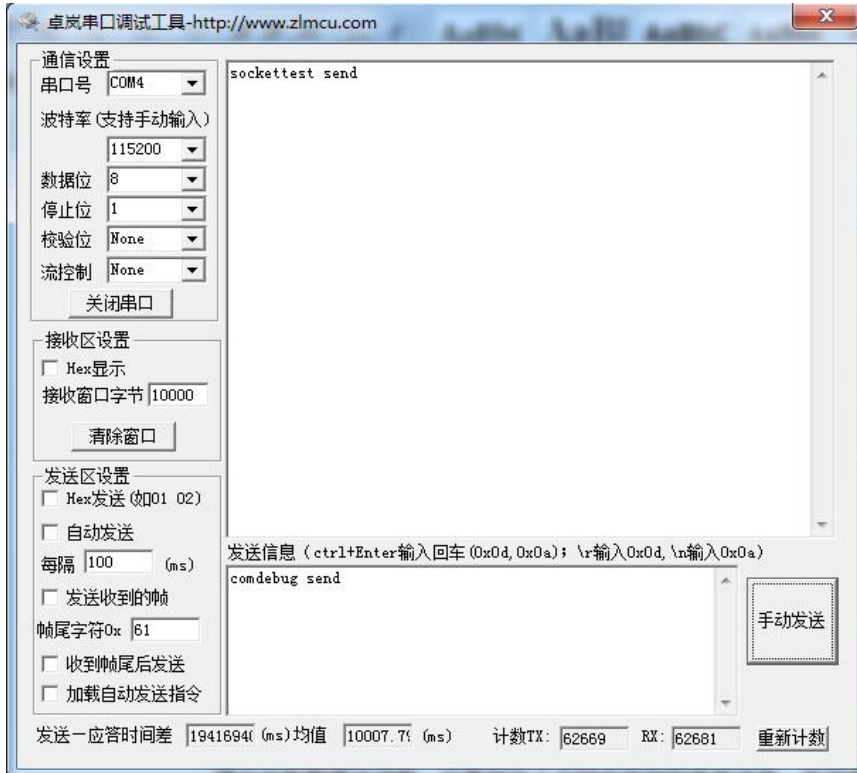 卓岚串口调试工具-http://www.zlmcu.com
通信设置
串口号 COM4
波特率(支持手动输入)
115200
数据位 8
停止位 1
校验位 None
流控制 None
关闭串口
接收区设置
Hex显示
接收窗口字节 10000
清除窗口
发送区设置
Hex发送(如01 02)
自动发送
每隔 100 (ms)
发送收到的帧
帧尾字符0x 61
收到帧尾后发送
加载自动发送指令
sockettest send
发送信息(ctrl+Enter输入回车(0x0d,0x0a); \r输入0x0d,\n输入0x0a)
comdebug send
手动发送
发送—应答时间差 (ms)均值 (ms) 计数TX: 62669 RX: 62681 重新计数